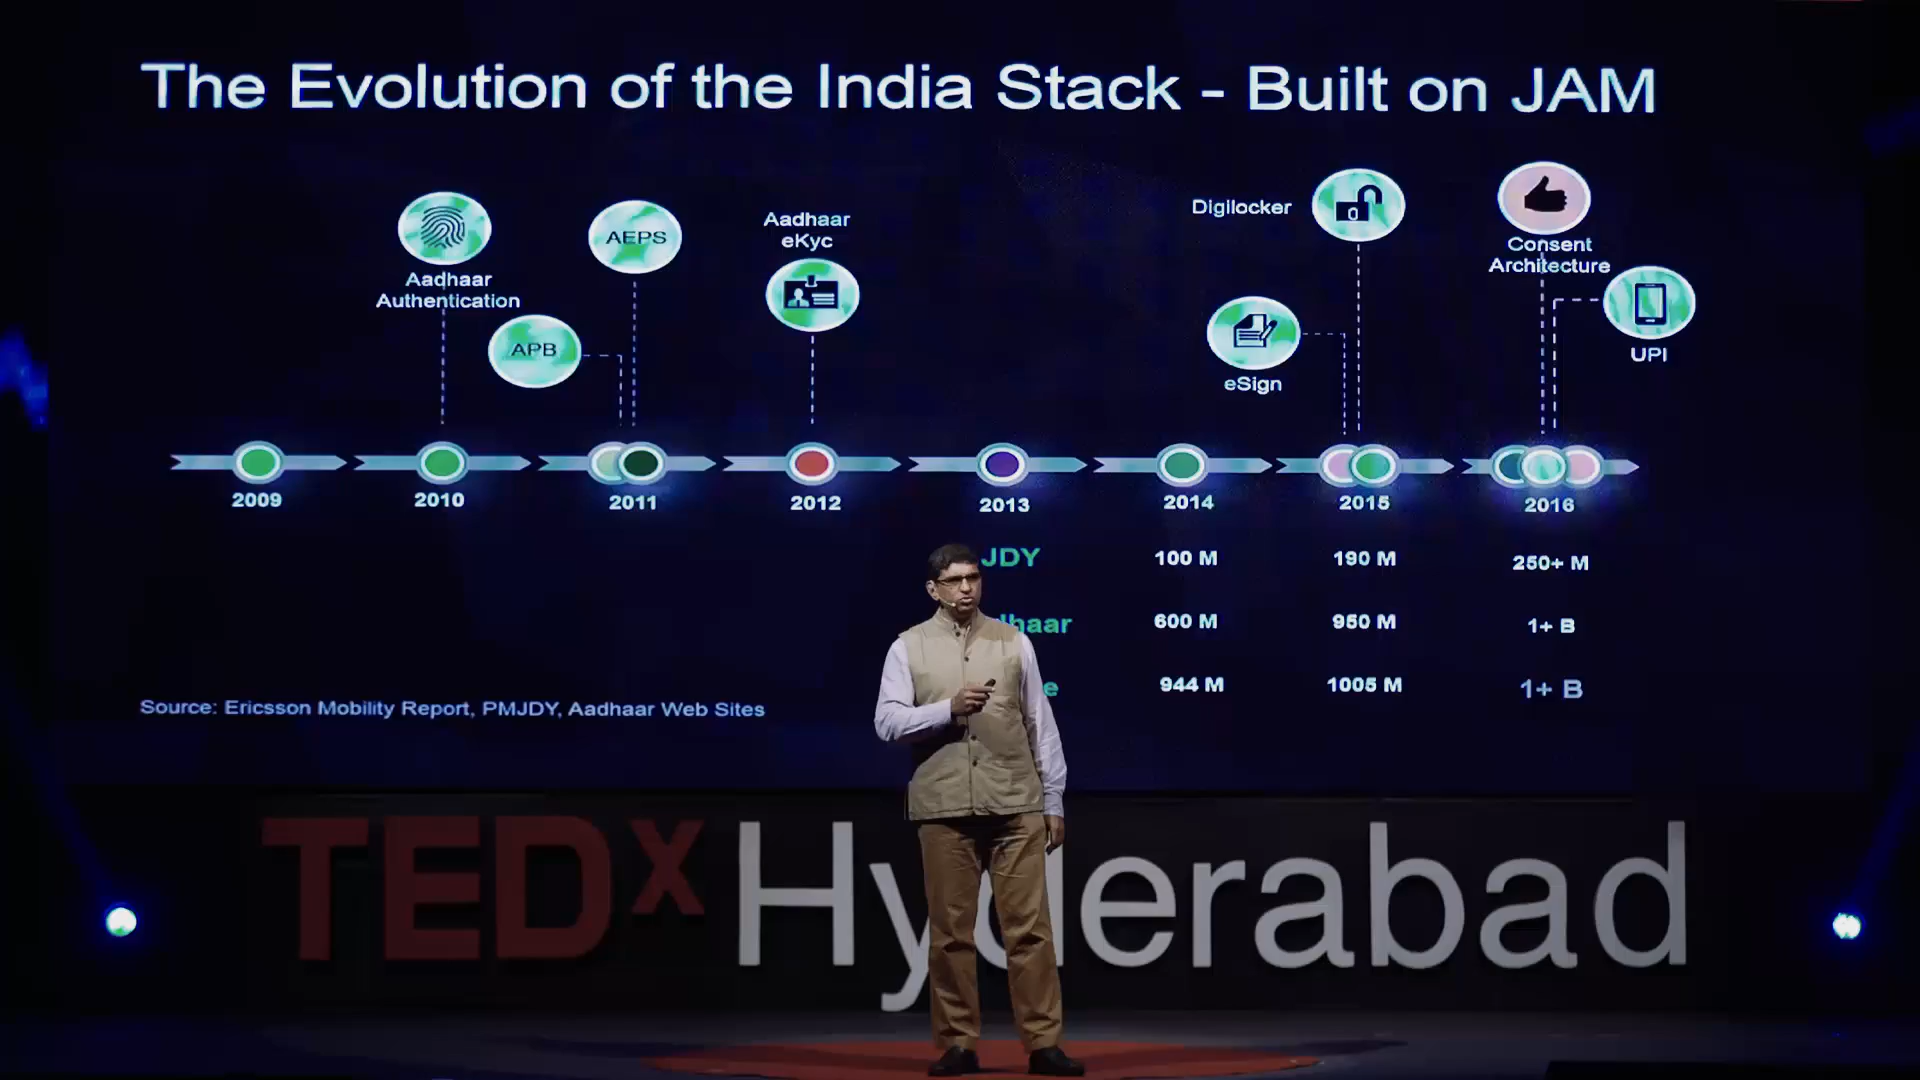 The Evolution of the India Stack - Built on JAM
Aadhaar
Authentication
APB
AEPS
Aadhaar
eKyc
Digilocker
eSign
Consent
Architecture
UPI
2009 2010 2011 2012 2013 2014 2015 2016
JDY 100 M 190 M 250+ M
dhaar 600 M 950 M 1+ B
e 944 M 1005 M 1+ B
Source: Ericsson Mobility Report, PMJDY, Aadhaar Web Sites
TEDx Hyderabad